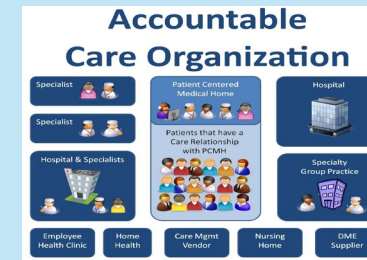 Accountable
Care Organization
Specialist
Specialist
Hospital & Specialists
Patient Centered
Medical Home
Patients that have a
Care Relationship
with PCMH
Hospital
Specialty
Group Practice
Employee
Health Clinic
Home
Health
Care Mgmt
Vendor
Nursing
Home
DME
Supplier